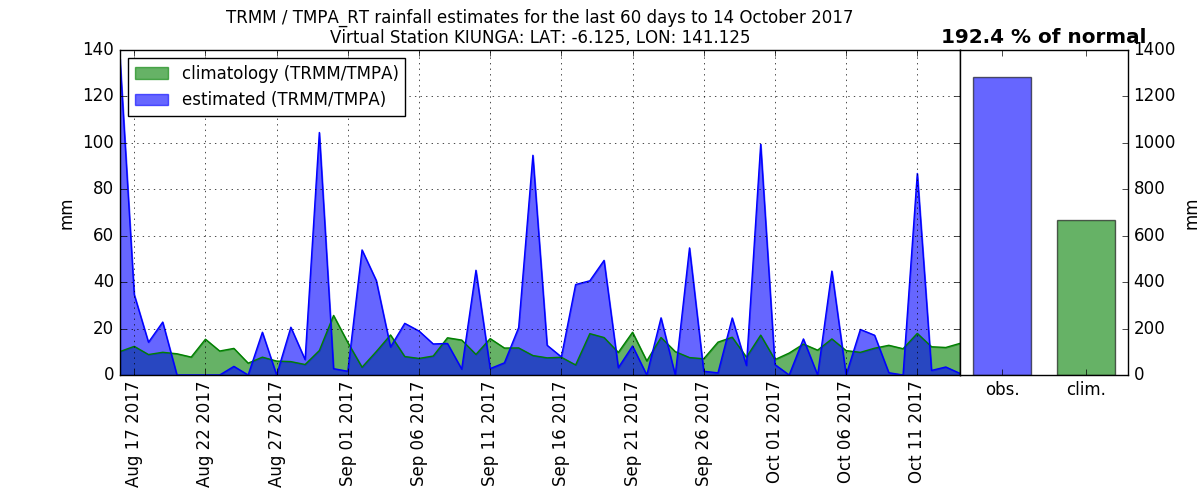 TRMM / TMPA_RT rainfall estimates for the last 60 days to 14 October 2017
Virtual Station KIUNGA: LAT: -6.125, LON: 141.125
192.4 % of normal
climatology (TRMM/TMPA)
estimated (TRMM/TMPA)
mm
140
120
100
80
60
40
20
0
Aug 17 2017
Aug 22 2017
Aug 27 2017
Sep 01 2017
Sep 06 2017
Sep 11 2017
Sep 16 2017
Sep 21 2017
Sep 26 2017
Oct 01 2017
Oct 06 2017
Oct 11 2017
obs.
clim.
1400
1200
1000
800
600
400
200
0
mm